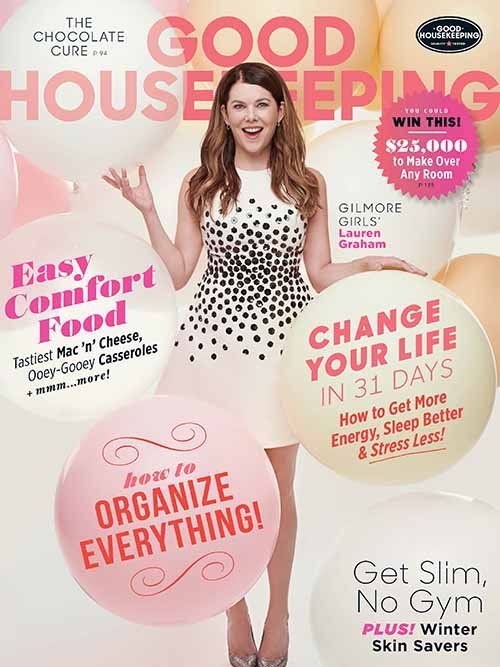 THE
CHOCOLATE
CURE P.94
GOOD
HOUSEKEEPING
GOOD
HOUSEKEEPING
YOU COULD
WIN THIS!
$25,000
to Make Over
Any Room
GILMORE
GIRLS'
Lauren
Graham
Easy
Comfort
Food
Tastiest Mac 'n' Cheese,
Ooey-Gooey Casseroles
+ mmm...more!
CHANGE
YOUR LIFE
IN 31 DAYS
How to Get More
Energy, Sleep Better
& Stress Less!
how to
ORGANIZE
EVERYTHING!
Get Slim,
No Gym
PLUS! Winter
Skin Savers